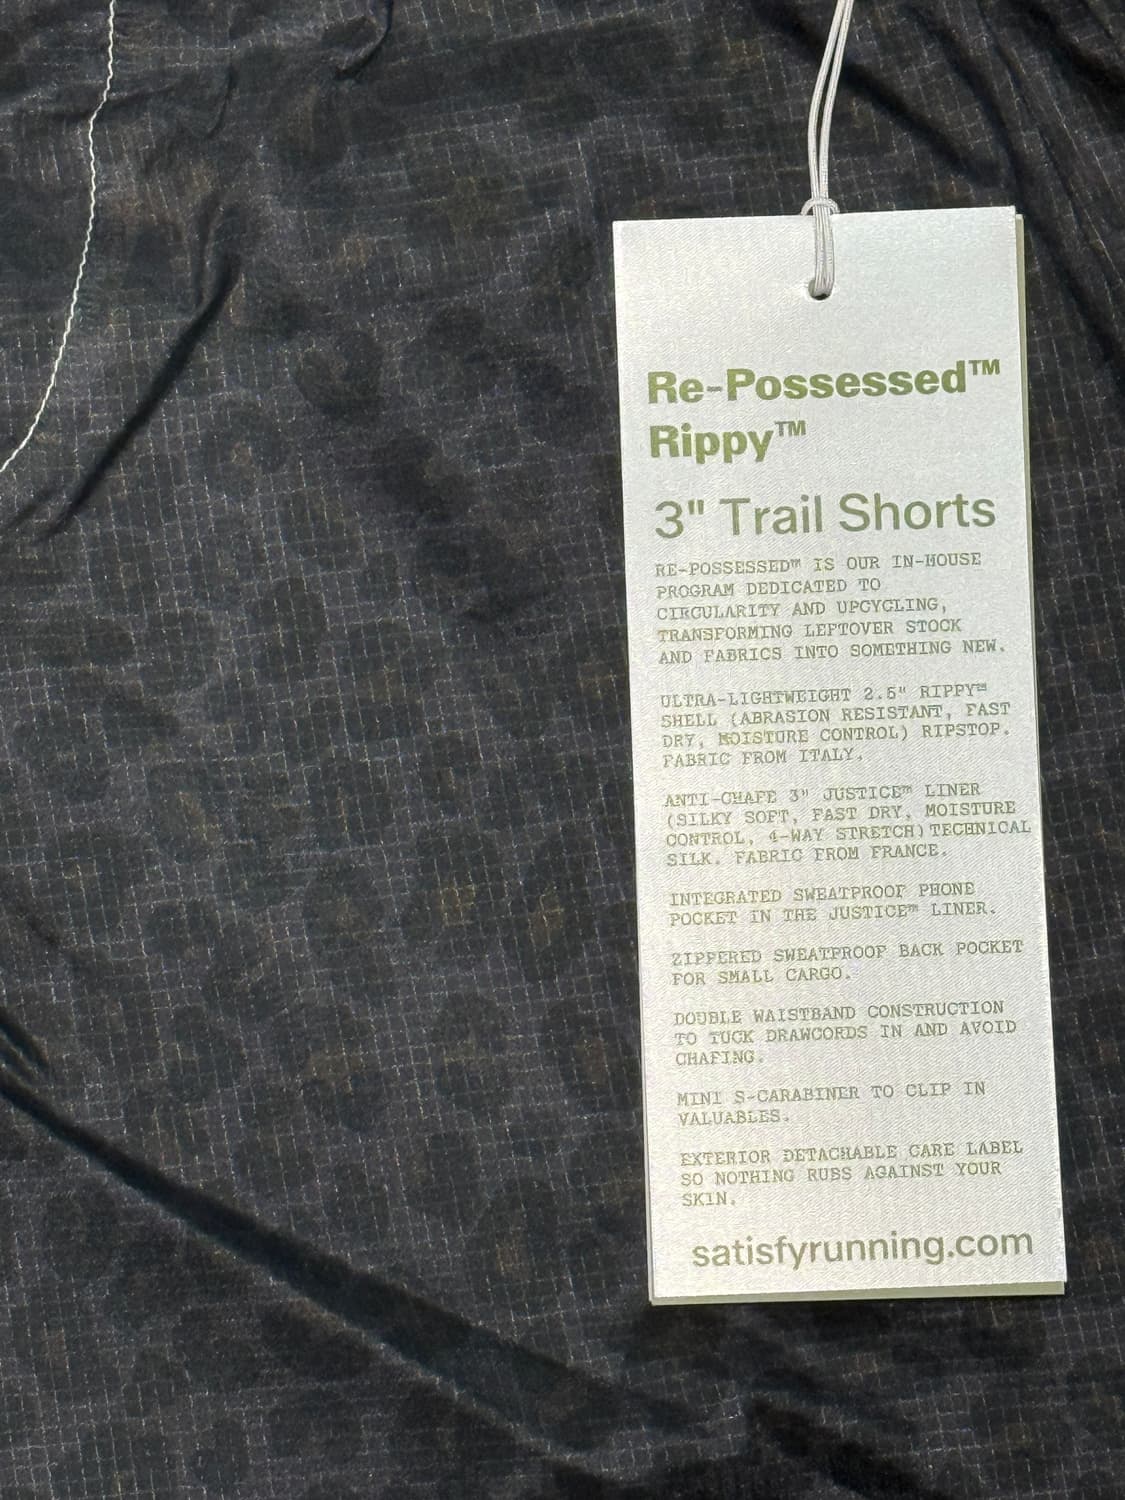 Re-Possessed™
Rippy™
3" Trail Shorts
RE-POSSESSED™ IS OUR IN-HOUSE
PROGRAM DEDICATED TO
CIRCULARITY AND UPCYCLING,
TRANSFORMING LEFTOVER STOCK
AND FABRICS INTO SOMETHING NEW.
ULTRA-LIGHTWEIGHT 2.5" RIPPY™
SHELL (ABRASION RESISTANT, FAST
DRY, MOISTURE CONTROL) RIPSTOP.
FABRIC FROM ITALY.
ANTI-CHAFE 3" JUSTICE™ LINER
(SILKY SOFT, FAST DRY, MOISTURE
CONTROL, 4-WAY STRETCH) TECHNICAL
SILK. FABRIC FROM FRANCE.
INTEGRATED SWEATPROOF PHONE
POCKET IN THE JUSTICE™ LINER.
ZIPPERED SWEATPROOF BACK POCKET
FOR SMALL CARGO.
DOUBLE WAISTBAND CONSTRUCTION
TO TUCK DRAWCORDS IN AND AVOID
CHAFING.
MINI S-CARABINER TO CLIP IN
VALUABLES.
EXTERIOR DETACHABLE CARE LABEL
SO NOTHING RUBS AGAINST YOUR
SKIN.
satisfyrunning.com